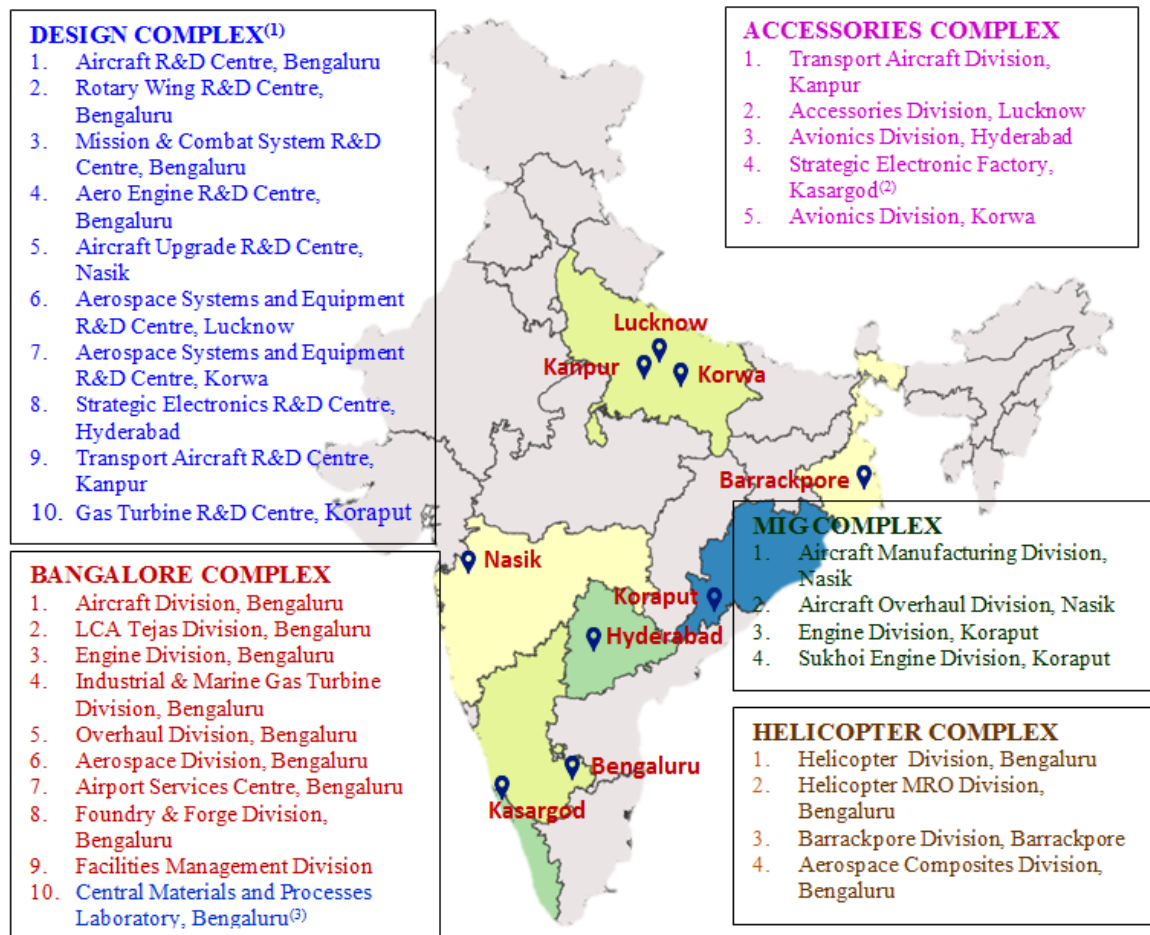 DESIGN COMPLEX(1)
1. Aircraft R&D Centre, Bengaluru
2. Rotary Wing R&D Centre,
Bengaluru
3. Mission & Combat System R&D
Centre, Bengaluru
4. Aero Engine R&D Centre,
Bengaluru
5. Aircraft Upgrade R&D Centre,
Nasik
6. Aerospace Systems and Equipment
R&D Centre, Lucknow
7. Aerospace Systems and Equipment
R&D Centre, Korwa
8. Strategic Electronics R&D Centre,
Hyderabad
9. Transport Aircraft R&D Centre,
Kanpur
10. Gas Turbine R&D Centre, Koraput
ACCESSORIES COMPLEX
1. Transport Aircraft Division,
Kanpur
2. Accessories Division, Lucknow
3. Avionics Division, Hyderabad
4. Strategic Electronic Factory,
Kasargod(2)
5. Avionics Division, Korwa
Lucknow
Kanpur
Korwa
Barrackpore
Nasik
Koraput
Hyderabad
Bengaluru
Kasargod
BANGALORE COMPLEX
1. Aircraft Division, Bengaluru
2. LCA Tejas Division, Bengaluru
3. Engine Division, Bengaluru
4. Industrial & Marine Gas Turbine
Division, Bengaluru
5. Overhaul Division, Bengaluru
6. Aerospace Division, Bengaluru
7. Airport Services Centre, Bengaluru
8. Foundry & Forge Division,
Bengaluru
9. Facilities Management Division
10. Central Materials and Processes
Laboratory, Bengaluru(3)
MIG COMPLEX
1. Aircraft Manufacturing Division,
Nasik
2. Aircraft Overhaul Division, Nasik
3. Engine Division, Koraput
4. Sukhoi Engine Division, Koraput
HELICOPTER COMPLEX
1. Helicopter Division, Bengaluru
2. Helicopter MRO Division,
Bengaluru
3. Barrackpore Division, Barrackpore
4. Aerospace Composites Division,
Bengaluru